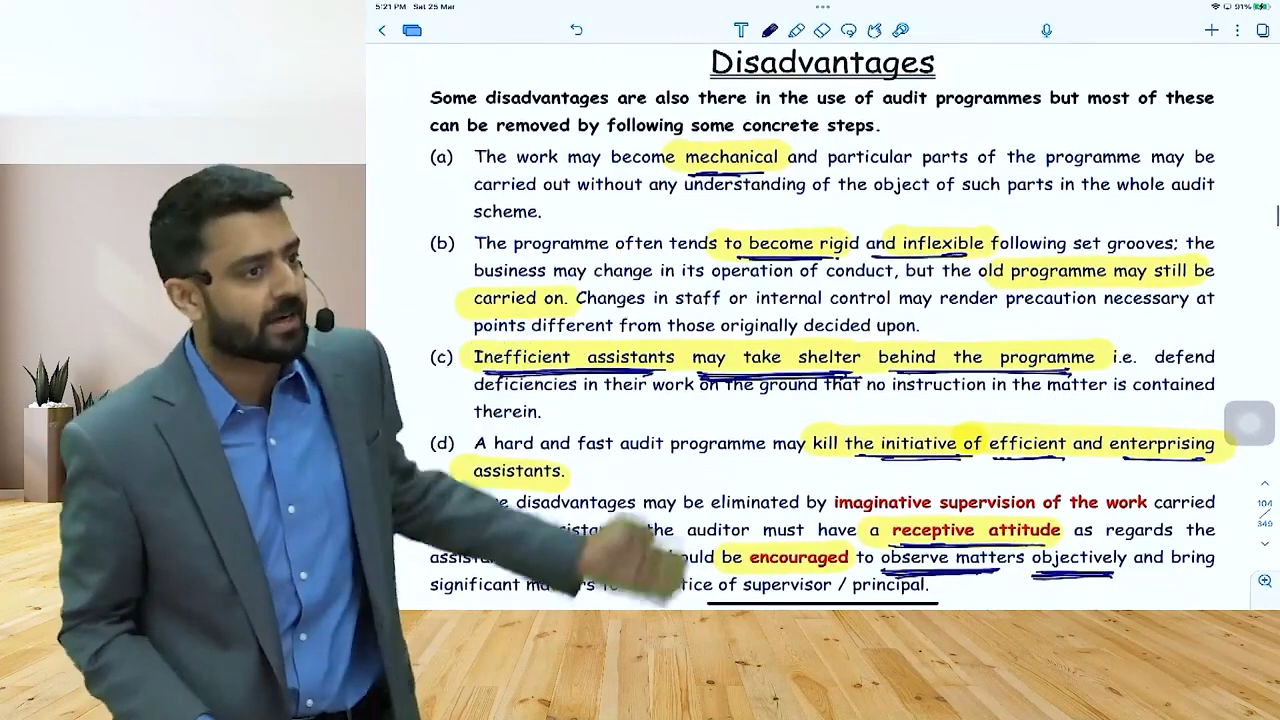 5:21 PM Sat 25 Mar
91%
T
Disadvantages
Some disadvantages are also there in the use of audit programmes but most of these
can be removed by following some concrete steps.
(a) The work may become mechanical and particular parts of the programme may be
carried out without any understanding of the object of such parts in the whole audit
scheme.
(b) The programme often tends to become rigid and inflexible following set grooves; the
business may change in its operation of conduct, but the old programme may still be
carried on. Changes in staff or internal control may render precaution necessary at
points different from those originally decided upon.
(c) Inefficient assistants may take shelter behind the programme i.e. defend
deficiencies in their work on the ground that no instruction in the matter is contained
therein.
(d) A hard and fast audit programme may kill the initiative of efficient and enterprising
assistants.
disadvantages may be eliminated by imaginative supervision of the work carried
the auditor must have a receptive attitude as regards the
be encouraged to observe matters objectively and bring
significant of supervisor / principal.
104
349